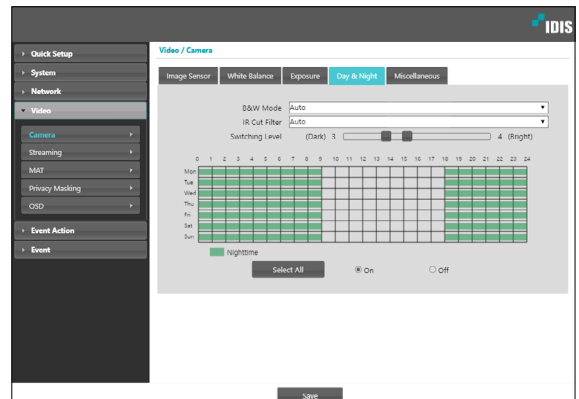 IDIS
Quick Setup
System
Network
Video
Camera
Streaming
MAT
Privacy Masking
OSD
Event Action
Event
Video / Camera
Image Sensor White Balance Exposure Day & Night Miscellaneous
B&W Mode Auto
IR Cut Filter Auto
Switching Level (Dark) 3 4 (Bright)
0 1 2 3 4 5 6 7 8 9 10 11 12 13 14 15 16 17 18 19 20 21 22 23 24
Mon
Tue
Wed
Thu
Fri
Sat
Sun
Nighttime
Select All On Off
Save